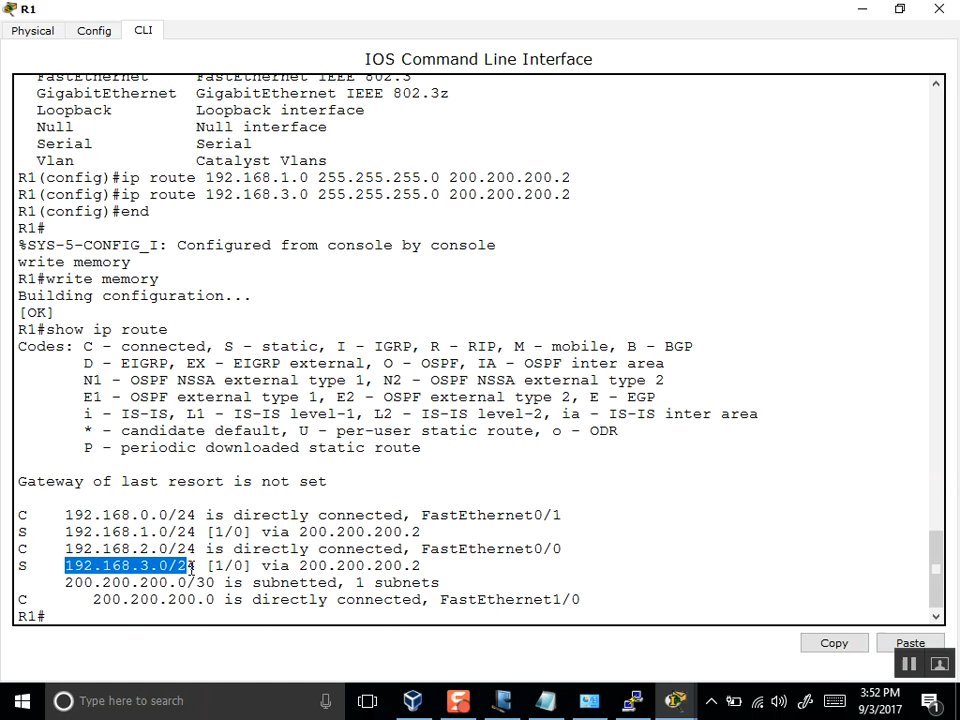 R1
Physical Config CLI
IOS Command Line Interface
FastEthernet FastEthernet IEEE 802.3
GigabitEthernet GigabitEthernet IEEE 802.3z
Loopback Loopback interface
Null Null interface
Serial Serial
Vlan Catalyst Vlans
R1(config)#ip route 192.168.1.0 255.255.255.0 200.200.200.2
R1(config)#ip route 192.168.3.0 255.255.255.0 200.200.200.2
R1(config)#end
R1#
%SYS-5-CONFIG_I: Configured from console by console
write memory
R1#write memory
Building configuration...
[OK]
R1#show ip route
Codes: C - connected, S - static, I - IGRP, R - RIP, M - mobile, B - BGP
D - EIGRP, EX - EIGRP external, O - OSPF, IA - OSPF inter area
N1 - OSPF NSSA external type 1, N2 - OSPF NSSA external type 2
E1 - OSPF external type 1, E2 - OSPF external type 2, E - EGP
i - IS-IS, L1 - IS-IS level-1, L2 - IS-IS level-2, ia - IS-IS inter area
* - candidate default, U - per-user static route, o - ODR
P - periodic downloaded static route
Gateway of last resort is not set
C 192.168.0.0/24 is directly connected, FastEthernet0/1
S 192.168.1.0/24 [1/0] via 200.200.200.2
C 192.168.2.0/24 is directly connected, FastEthernet0/0
S 192.168.3.0/24 [1/0] via 200.200.200.2
200.200.200.0/30 is subnetted, 1 subnets
C 200.200.200.0 is directly connected, FastEthernet1/0
R1#
Copy Paste
Type here to search
3:52 PM
9/3/2017
1